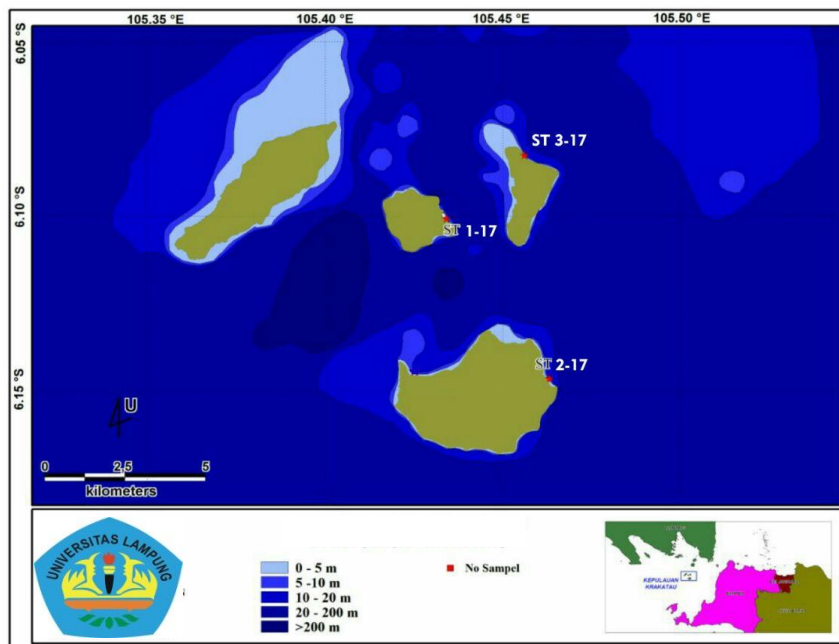 105.35 °E 105.40 °E 105.45 °E 105.50 °E
6.05 °S
ST 3-17
6.10 °S
ST 1-17
ST 2-17
6.15 °S
U
0 2,5 5
kilometers
UNIVERSITAS LAMPUNG
0 - 5 m
5 - 10 m
10 - 20 m
20 - 200 m
>200 m
No Sampel
KEPULAUAN
KRAKATAU